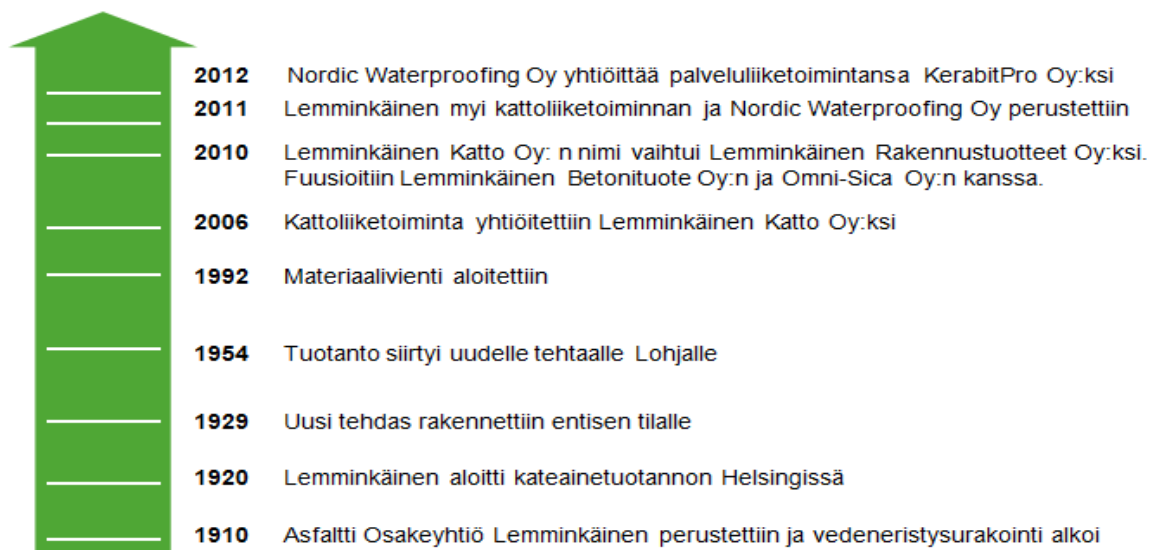 2012 Nordic Waterproofing Oy yhtiöittää palveluliiketoimintansa KerabitPro Oy:ksi
2011 Lemminkäinen myi kattoliiketoiminnan ja Nordic Waterproofing Oy perustettiin
2010 Lemminkäinen Katto Oy: n nimi vaihtui Lemminkäinen Rakennustuotteet Oy:ksi.
Fuusioitiin Lemminkäinen Betonituote Oy:n ja Omni-Sica Oy:n kanssa.
2006 Kattoliiketoiminta yhtiöitettiin Lemminkäinen Katto Oy:ksi
1992 Materiaalivienti aloitettiin
1954 Tuotanto siirtyi uudelle tehtaalle Lohjalle
1929 Uusi tehdas rakennettiin entisen tilalle
1920 Lemminkäinen aloitti kateainetuotannon Helsingissä
1910 Asfaltti Osakeyhtiö Lemminkäinen perustettiin ja vedeneristysurakointi alkoi